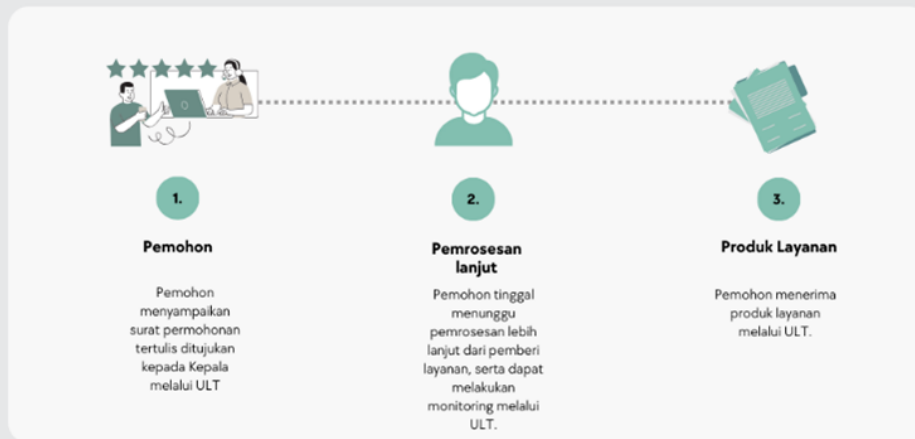 1.
Pemohon
Pemohon
menyampaikan
surat permohonan
tertulis ditujukan
kepada Kepala
melalui ULT
2.
Pemrosesan
lanjut
Pemohon tinggal
menunggu
pemrosesan lebih
lanjut dari pemberi
layanan, serta dapat
melakukan
monitoring melalui
ULT.
3.
Produk Layanan
Pemohon menerima
produk layanan
melalui ULT.